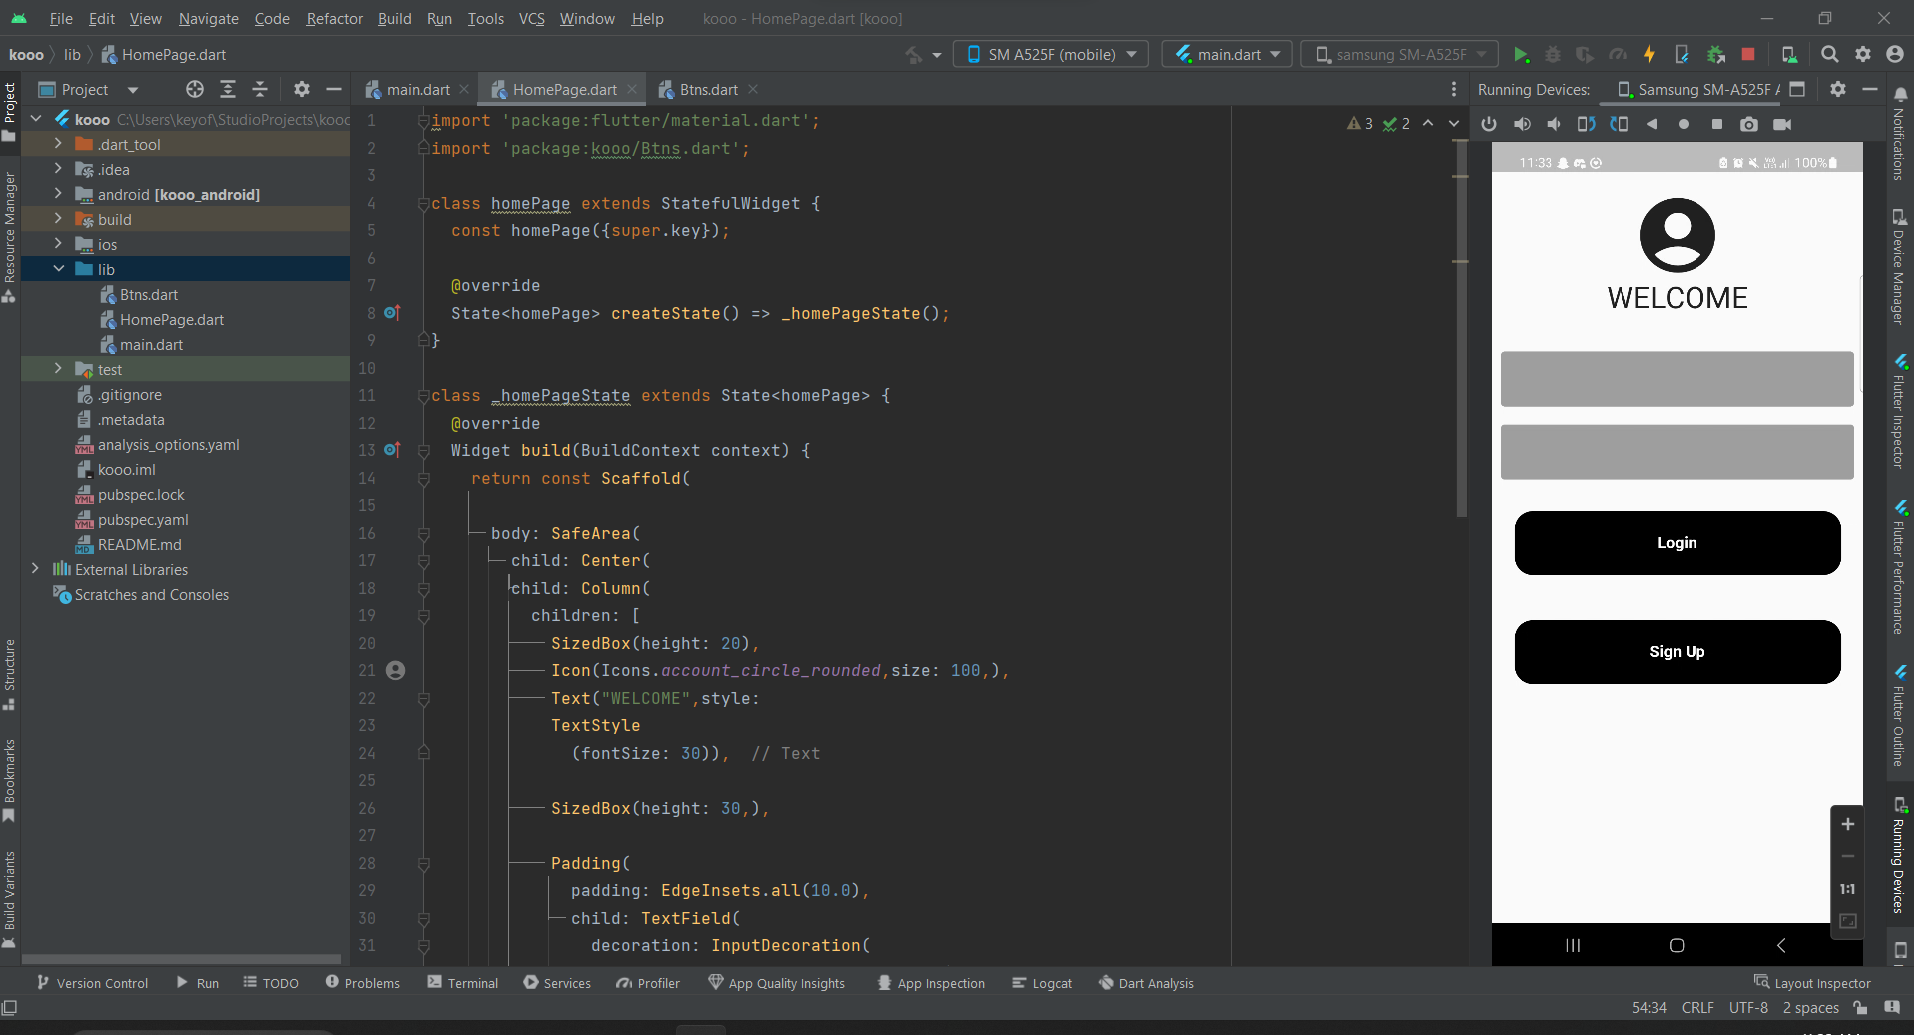 File Edit View Navigate Code Refactor Build Run Tools VCS Window Help kooo - HomePage.dart [kooo]
kooo lib HomePage.dart SM A525F (mobile) main.dart samsung SM-A525F
Project main.dart HomePage.dart Btns.dart Running Devices: Samsung SM-A525F
kooo C:\Users\keyof\StudioProjects\kooo
.dart_tool
.idea
android [kooo_android]
build
ios
lib
Btns.dart
HomePage.dart
main.dart
test
.gitignore
.metadata
analysis_options.yaml
kooo.iml
pubspec.lock
pubspec.yaml
README.md
External Libraries
Scratches and Consoles
Project
Resource Manager
Structure
Bookmarks
Build Variants
3 2
1 import 'package:flutter/material.dart';
2 import 'package:kooo/Btns.dart';
3
4 class homePage extends StatefulWidget {
5 const homePage({super.key});
6
7 @override
8 State<homePage> createState() => _homePageState();
9 }
10
11 class _homePageState extends State<homePage> {
12 @override
13 Widget build(BuildContext context) {
14 return const Scaffold(
15
16 body: SafeArea(
17 child: Center(
18 child: Column(
19 children: [
20 SizedBox(height: 20),
21 Icon(Icons.account_circle_rounded,size: 100,),
22 Text("WELCOME",style:
23 TextStyle
24 (fontSize: 30)), // Text
25
26 SizedBox(height: 30,),
27
28 Padding(
29 padding: EdgeInsets.all(10.0),
30 child: TextField(
31 decoration: InputDecoration(
11:33 100%
WELCOME
Login
Sign Up
1:1
Notifications
Device Manager
Flutter Inspector
Flutter Performance
Flutter Outline
Running Devices
Version Control Run TODO Problems Terminal Services Profiler App Quality Insights App Inspection Logcat Dart Analysis Layout Inspector
54:34 CRLF UTF-8 2 spaces